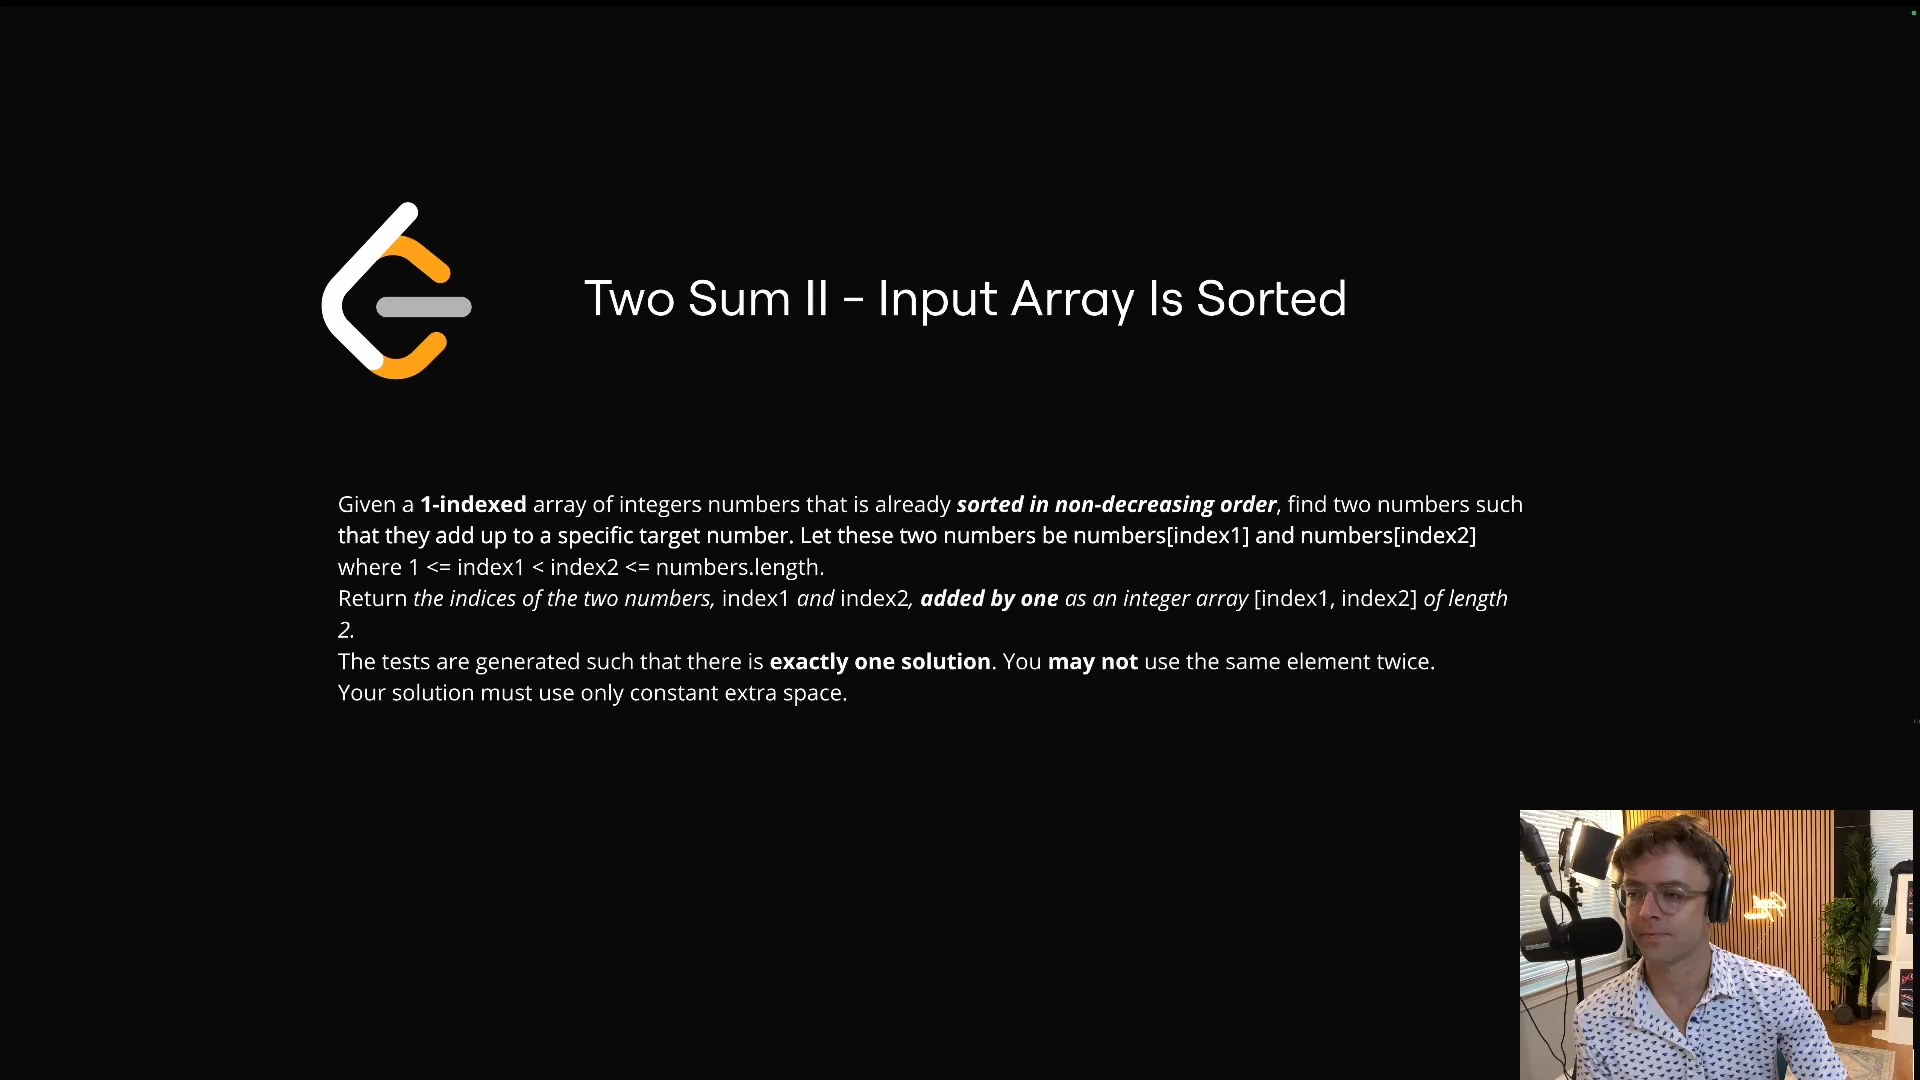 Two Sum II – Input Array Is Sorted
Given a 1-indexed array of integers numbers that is already sorted in non-decreasing order, find two numbers such
that they add up to a specific target number. Let these two numbers be numbers[index1] and numbers[index2]
where 1 <= index1 < index2 <= numbers.length.
Return the indices of the two numbers, index1 and index2, added by one as an integer array [index1, index2] of length
2.
The tests are generated such that there is exactly one solution. You may not use the same element twice.
Your solution must use only constant extra space.